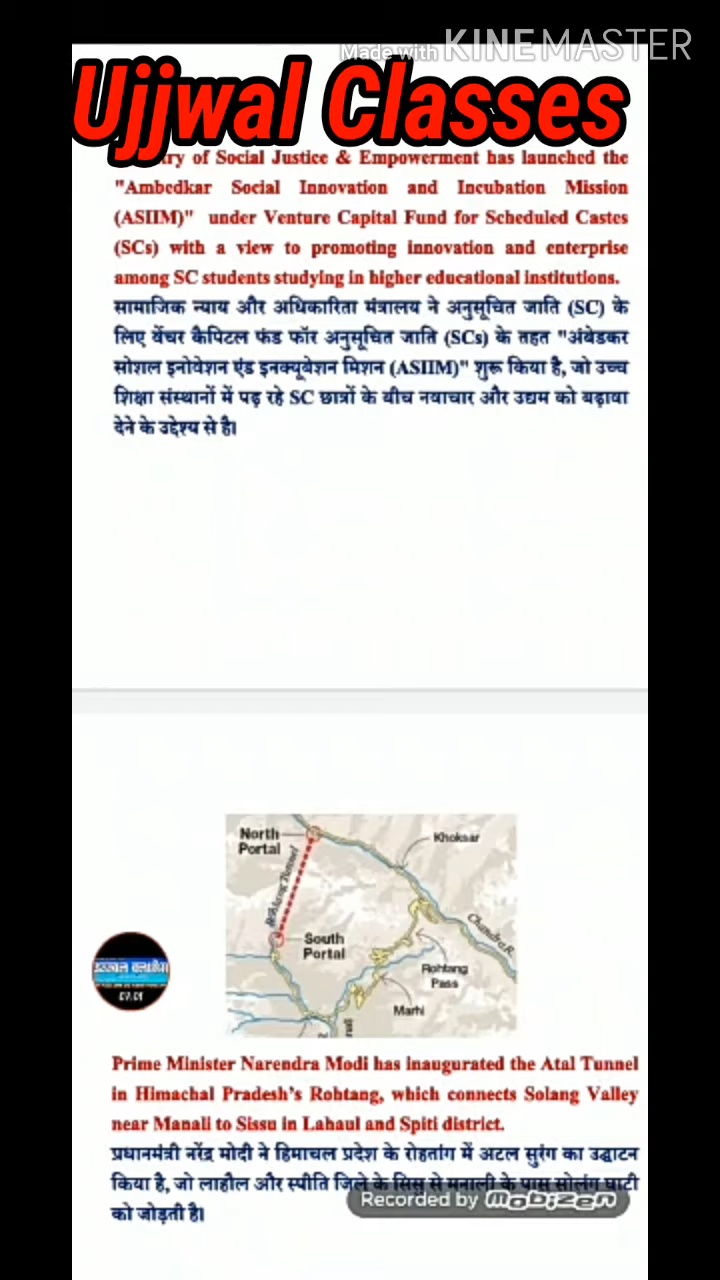 Made with KINEMASTER
Ujjwal Classes
try of Social Justice & Empowerment has launched the
"Ambedkar Social Innovation and Incubation Mission
(ASIIM)" under Venture Capital Fund for Scheduled Castes
(SCs) with a view to promoting innovation and enterprise
among SC students studying in higher educational institutions.
सामाजिक न्याय और अधिकारिता मंत्रालय ने अनुसूचित जाति (SC) के
लिए वेंचर कैपिटल फंड फॉर अनुसूचित जाति (SCs) के तहत "अंबेडकर
सोशल इनोवेशन एंड इनक्यूबेशन मिशन (ASIIM)" शुरू किया है, जो उच्च
शिक्षा संस्थानों में पढ़ रहे SC छात्रों के बीच नवाचार और उद्यम को बढ़ावा
देने के उद्देश्य से है।
North
Portal
Khoksar
Tunnel
South
Portal
Chandra R.
Rohtang
Pass
Marhi
उज्जवल क्लासेस
Prime Minister Narendra Modi has inaugurated the Atal Tunnel
in Himachal Pradesh's Rohtang, which connects Solang Valley
near Manali to Sissu in Lahaul and Spiti district.
प्रधानमंत्री नरेंद्र मोदी ने हिमाचल प्रदेश के रोहतांग में अटल सुरंग का उद्घाटन
किया है, जो लाहौल और स्पीति जिले के सिसु से मनाली के पास सोलंग घाटी
को जोड़ती है।
Recorded by mobizen